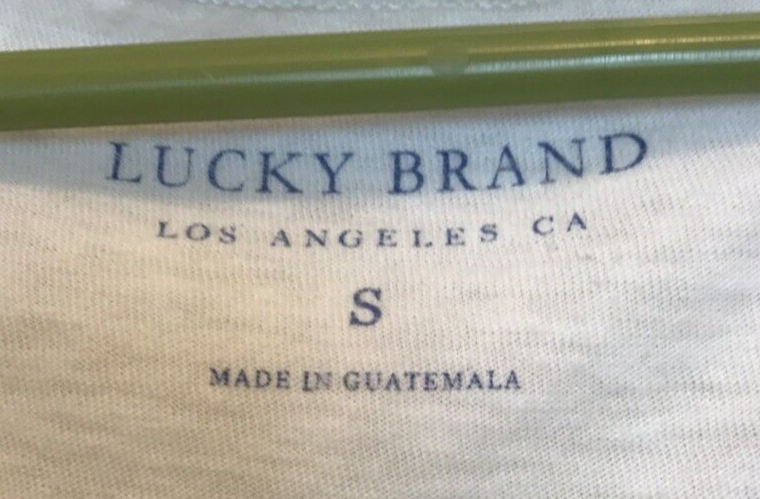 LUCKY BRAND
LOS ANGELES CA
S
MADE IN GUATEMALA